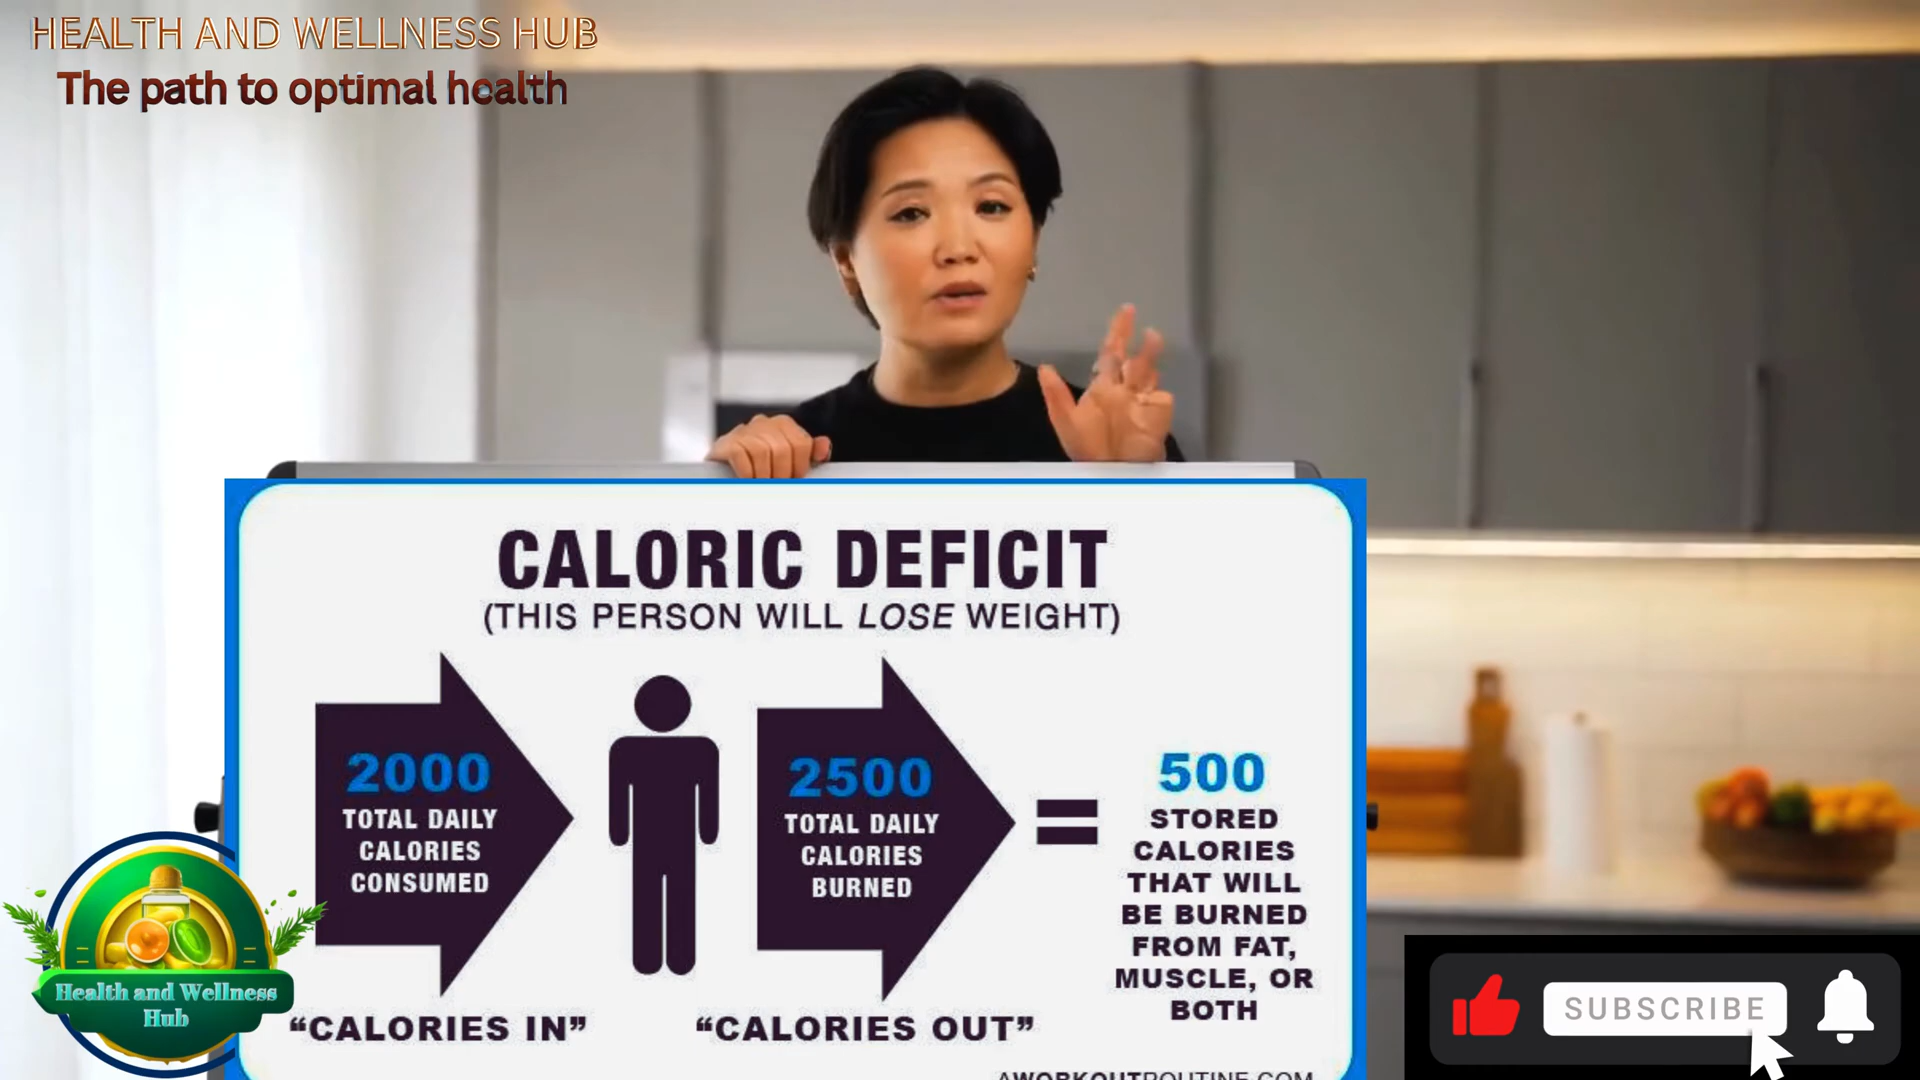 HEALTH AND WELLNESS HUB
The path to optimal health
CALORIC DEFICIT
(THIS PERSON WILL LOSE WEIGHT)
2000
TOTAL DAILY
CALORIES
CONSUMED
"CALORIES IN"
2500
TOTAL DAILY
CALORIES
BURNED
"CALORIES OUT"
=
500
STORED
CALORIES
THAT WILL
BE BURNED
FROM FAT,
MUSCLE, OR
BOTH
AWORKOUTROUTINE.COM
Health and Wellness
Hub
SUBSCRIBE